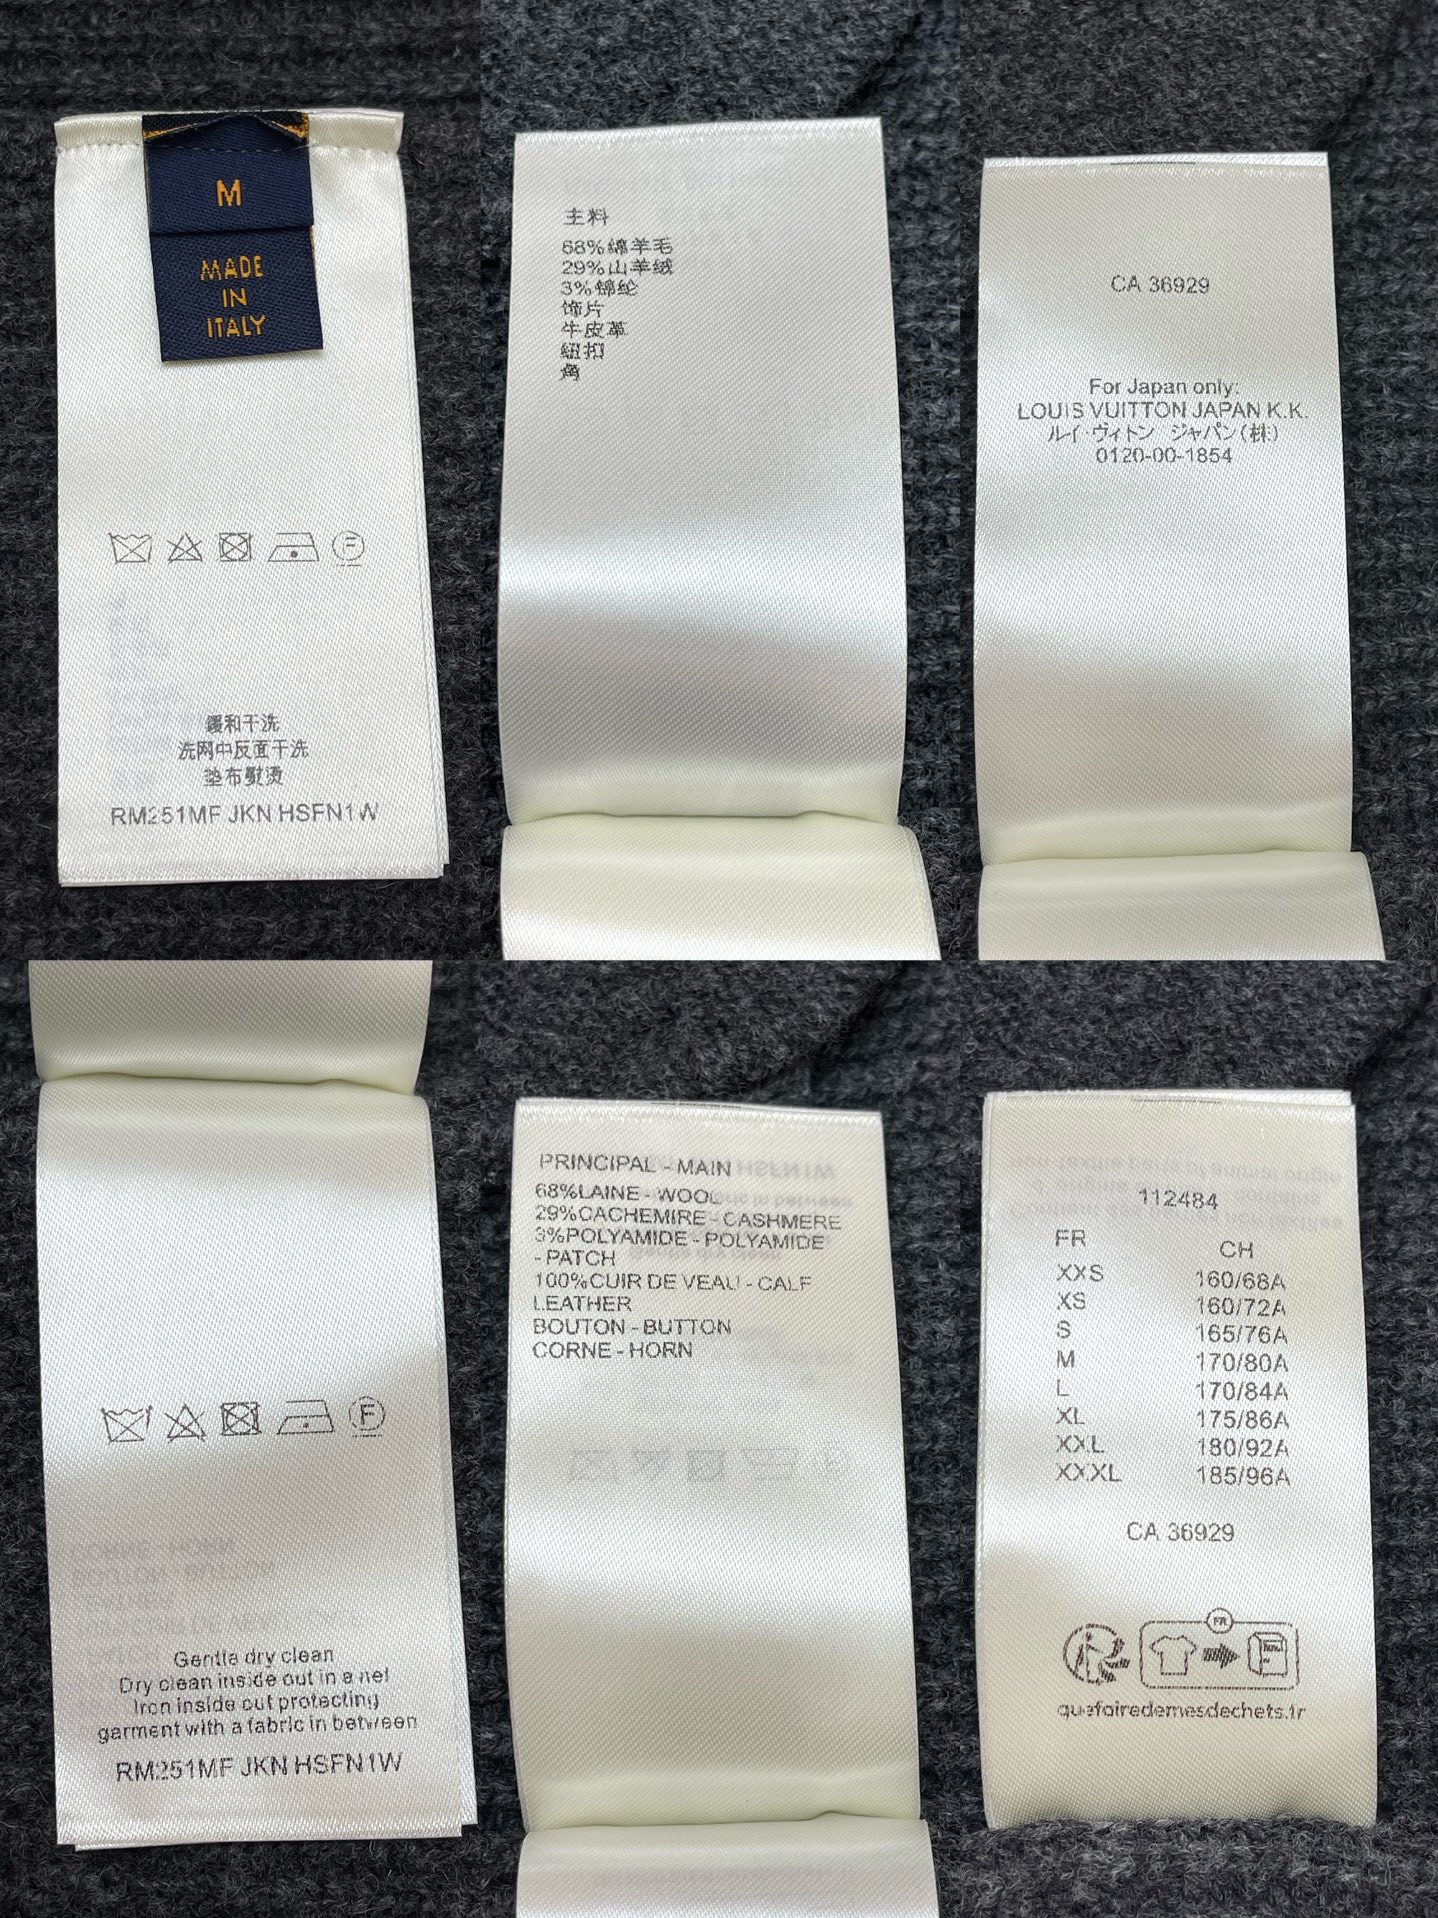 M
MADE
IN
ITALY
F
緩和干洗
洗网中反面干洗
垫布熨烫
RM251MF JKN HSFN1W
主料
68%绵羊毛
29%山羊绒
3%锦纶
饰片
牛皮革
纽扣
角
CA 36929
For Japan only:
LOUIS VUITTON JAPAN K.K.
ルイ・ヴィトン ジャパン(株)
0120-00-1854
F
Gentle dry clean
Dry clean inside out in a net
Iron inside out protecting
garment with a fabric in between
RM251MF JKN HSFN1W
PRINCIPAL - MAIN
68%LAINE - WOOL
29%CACHEMIRE - CASHMERE
3%POLYAMIDE - POLYAMIDE
- PATCH
100%CUIR DE VEAU - CALF
LEATHER
BOUTON - BUTTON
CORNE - HORN
112484
FR CH
XXS 160/68A
XS 160/72A
S 165/76A
M 170/80A
L 170/84A
XL 175/86A
XXL 180/92A
XXXL 185/96A
CA 36929
FR
quefairedemesdechets.fr